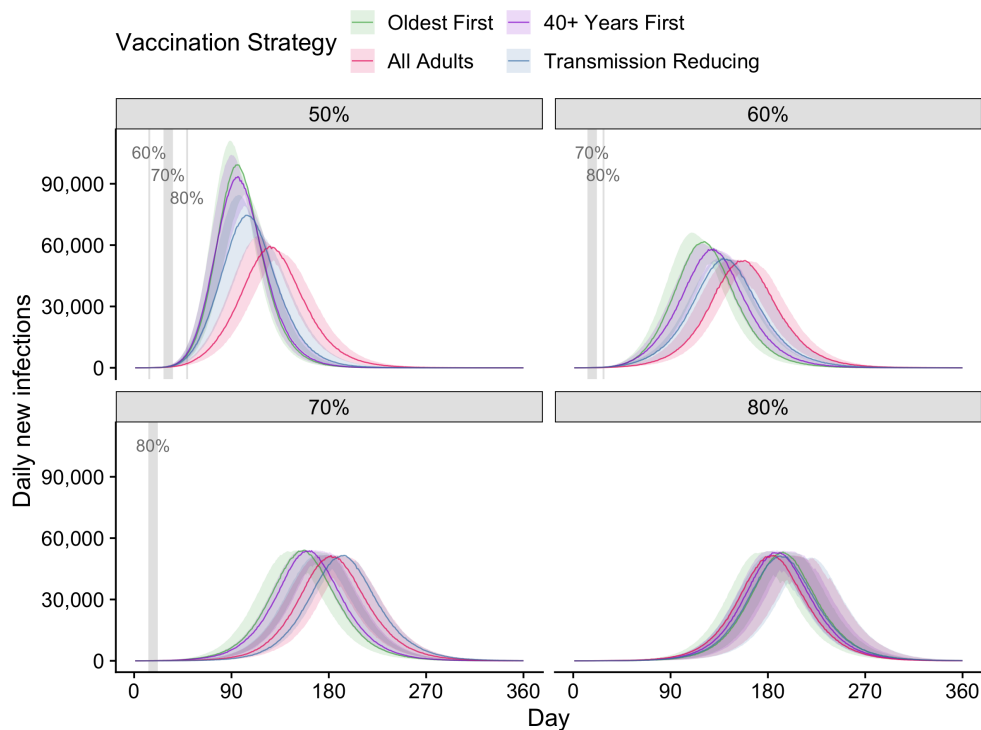 Vaccination Strategy
Oldest First
40+ Years First
All Adults
Transmission Reducing
50%
60%
60%
70%
80%
70%
80%
90,000
60,000
30,000
0
70%
80%
80%
90,000
60,000
30,000
0
0 90 180 270 360
0 90 180 270 360
Daily new infections
Day